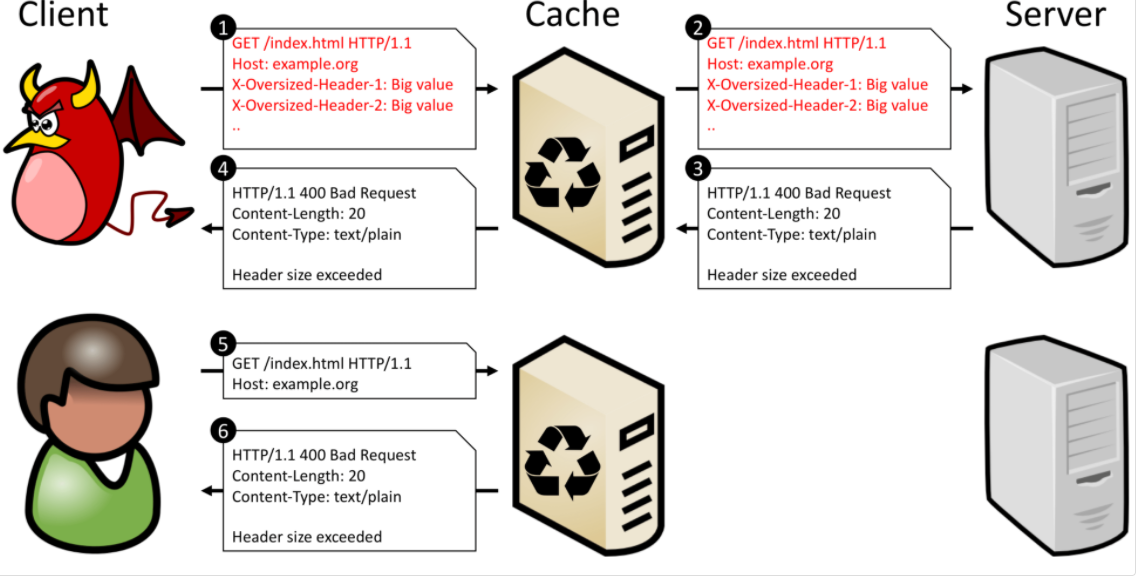 Client
Cache
Server
1
GET /index.html HTTP/1.1
Host: example.org
X-Oversized-Header-1: Big value
X-Oversized-Header-2: Big value
..
2
GET /index.html HTTP/1.1
Host: example.org
X-Oversized-Header-1: Big value
X-Oversized-Header-2: Big value
..
4
HTTP/1.1 400 Bad Request
Content-Length: 20
Content-Type: text/plain
Header size exceeded
3
HTTP/1.1 400 Bad Request
Content-Length: 20
Content-Type: text/plain
Header size exceeded
5
GET /index.html HTTP/1.1
Host: example.org
6
HTTP/1.1 400 Bad Request
Content-Length: 20
Content-Type: text/plain
Header size exceeded